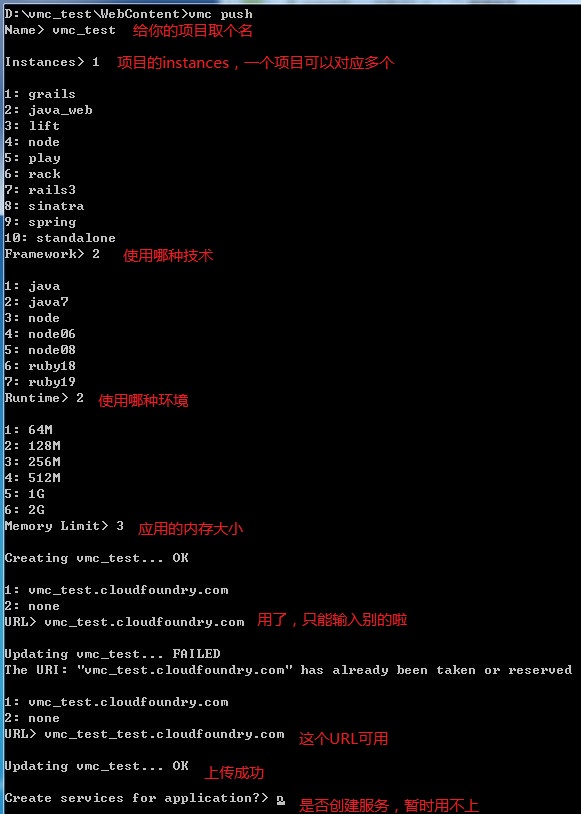 D:\vmc_test\WebContent>vmc push
Name> vmc_test 给你的项目取个名
Instances> 1 项目的instances，一个项目可以对应多个
1: grails
2: java_web
3: lift
4: node
5: play
6: rack
7: rails3
8: sinatra
9: spring
10: standalone
Framework> 2 使用哪种技术
1: java
2: java7
3: node
4: node06
5: node08
6: ruby18
7: ruby19
Runtime> 2 使用哪种环境
1: 64M
2: 128M
3: 256M
4: 512M
5: 1G
6: 2G
Memory Limit> 3 应用的内存大小
Creating vmc_test... OK
1: vmc_test.cloudfoundry.com
2: none
URL> vmc_test.cloudfoundry.com 用了，只能输入别的啦
Updating vmc_test... FAILED
The URI: "vmc_test.cloudfoundry.com" has already been taken or reserved
1: vmc_test.cloudfoundry.com
2: none
URL> vmc_test_test.cloudfoundry.com 这个URL可用
Updating vmc_test... OK 上传成功
Create services for application?> n 是否创建服务，暂时用不上